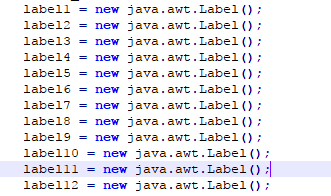 label1 = new java.awt.Label();
label2 = new java.awt.Label();
label3 = new java.awt.Label();
label4 = new java.awt.Label();
label5 = new java.awt.Label();
label6 = new java.awt.Label();
label7 = new java.awt.Label();
label8 = new java.awt.Label();
label9 = new java.awt.Label();
label10 = new java.awt.Label();
label11 = new java.awt.Label();
label12 = new java.awt.Label();